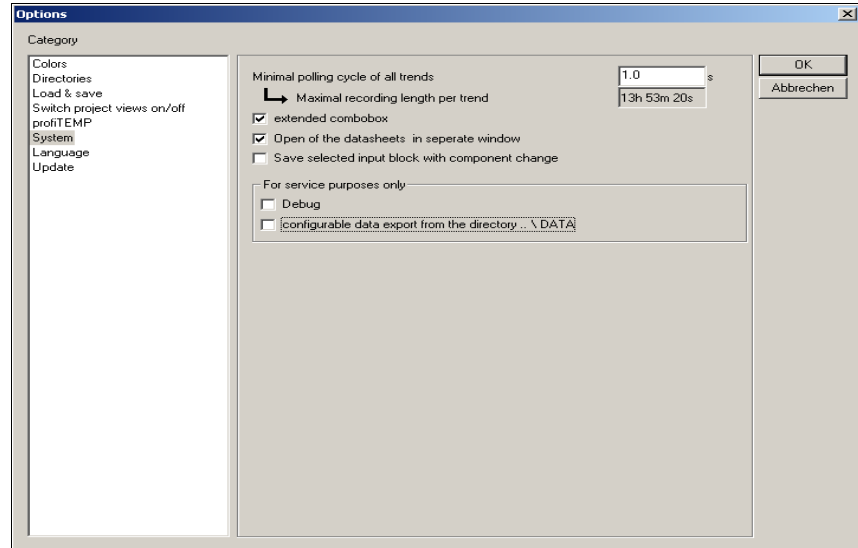 Options
Category
Colors
Directories
Load & save
Switch project views on/off
profiTEMP
System
Language
Update
Minimal polling cycle of all trends 1.0 s
Maximal recording length per trend 13h 53m 20s
extended combobox
Open of the datasheets in seperate window
Save selected input block with component change
For service purposes only
Debug
configurable data export from the directory .. \ DATA
OK
Abbrechen